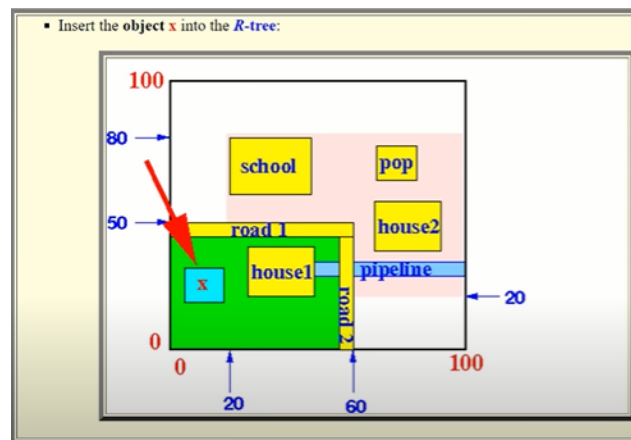 Insert the object x into the R-tree:
100
80
school
pop
50
road 1
house2
house1
pipeline
x
road 2
20
0
0
100
20
60